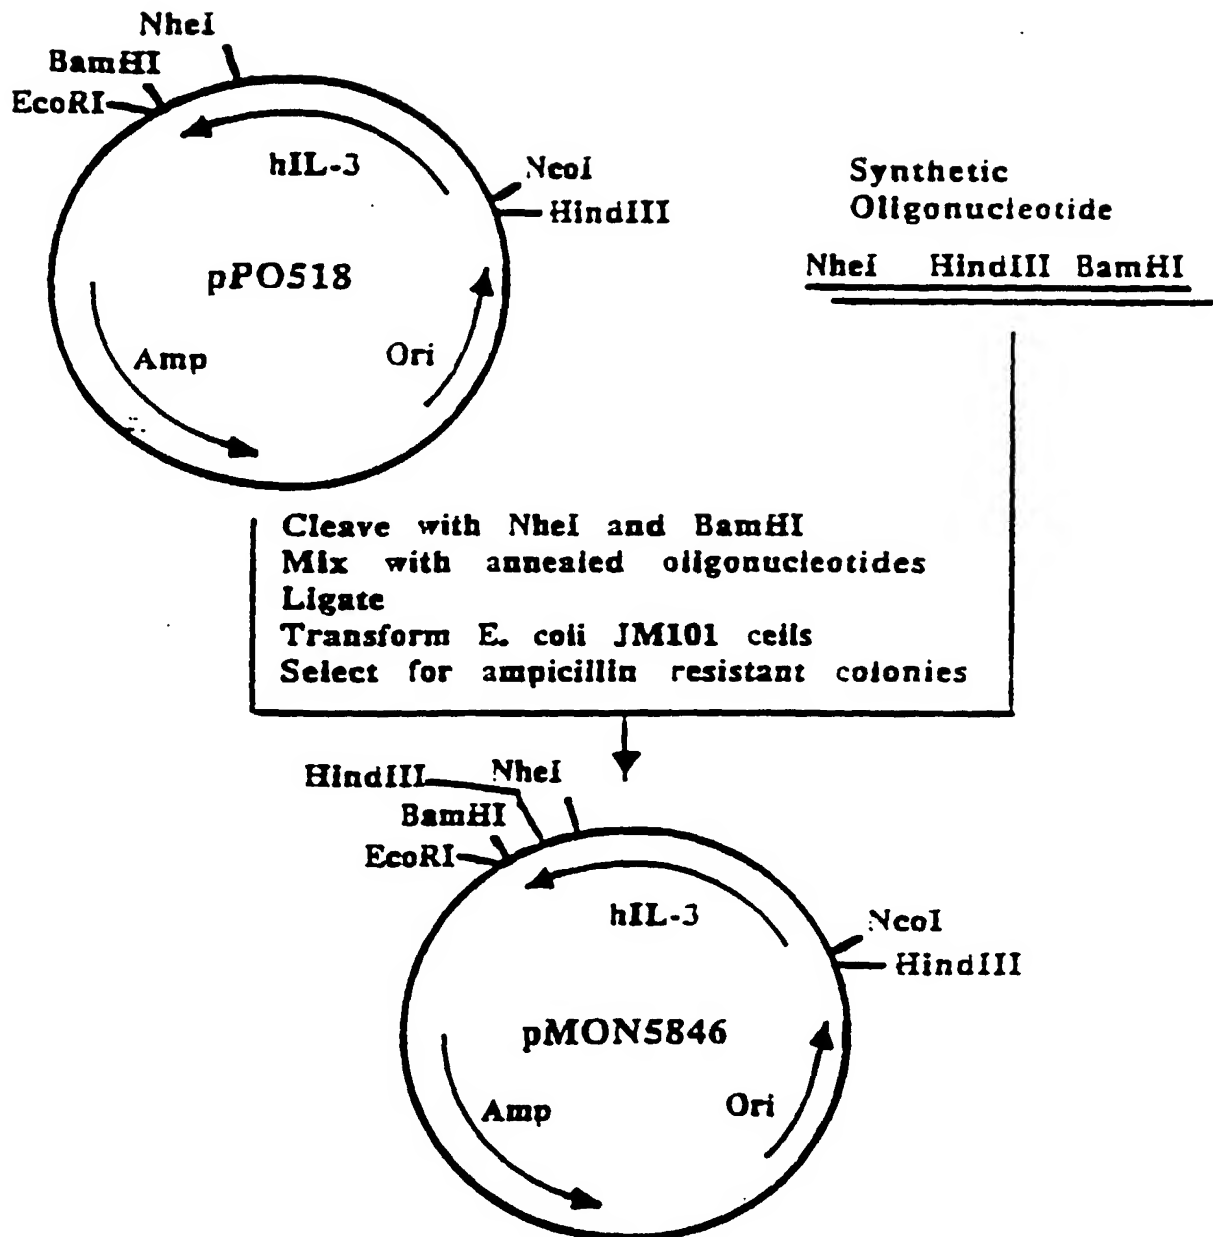 NheI
BamHI
EcoRI
hIL-3
NcoI
HindIII
pPO518
Amp
Ori
Synthetic
Oligonucleotide
NheI HindIII BamHI
Cleave with NheI and BamHI
Mix with annealed oligonucleotides
Ligate
Transform E. coli JM101 cells
Select for ampicillin resistant colonies
HindIII
NheI
BamHI
EcoRI
hIL-3
NcoI
HindIII
pMON5846
Amp
Ori